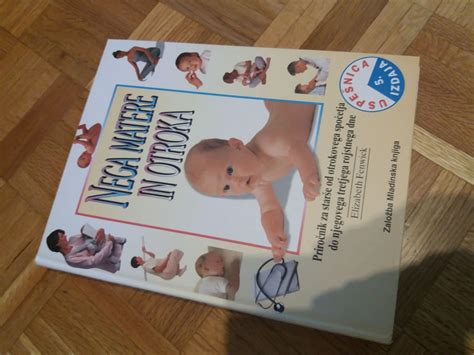 NEGA MATERE
IN OTROKA
USPEŠNICA
5.
IZDAJA
Priročnik za starše od otrokovega spočetja
do njegovega tretjega rojstnega dne
Elizabeth Fenwick
Založba Mladinska knjiga